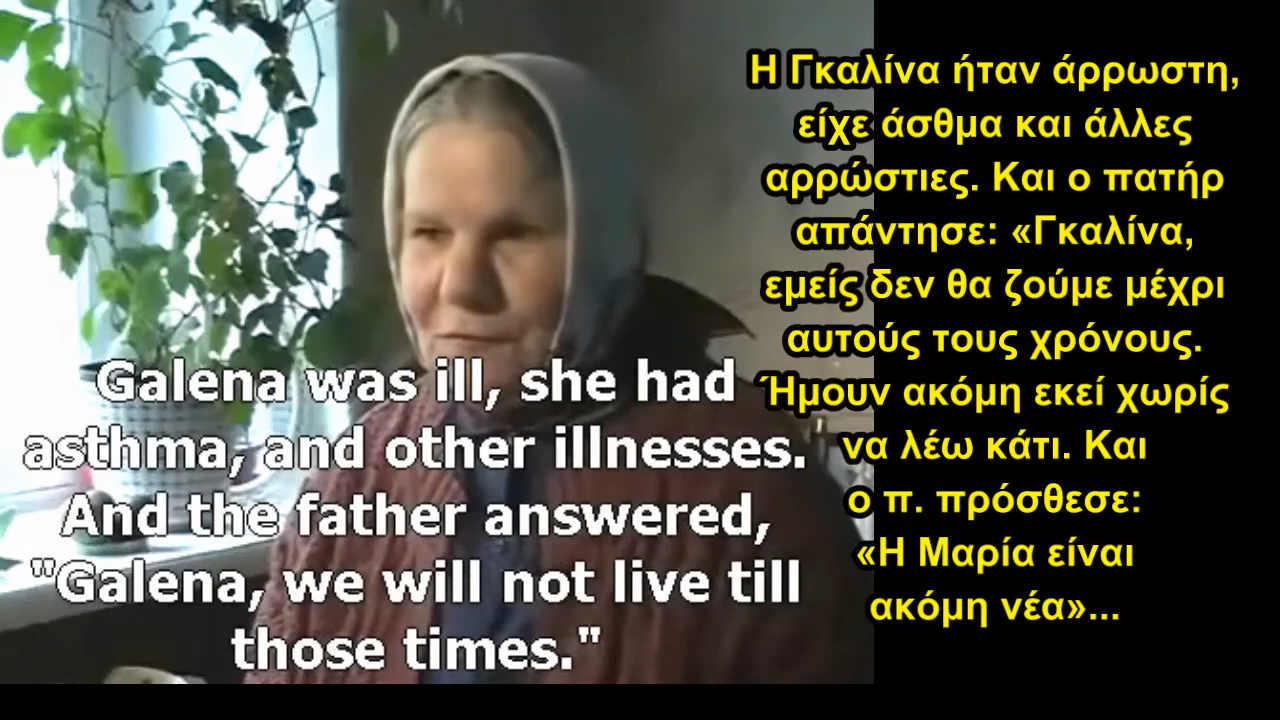 Galena was ill, she had
asthma, and other illnesses.
And the father answered,
"Galena, we will not live till
those times."
Η Γκαλίνα ήταν άρρωστη,
είχε άσθμα και άλλες
αρρώστιες. Και ο πατήρ
απάντησε: «Γκαλίνα,
εμείς δεν θα ζούμε μέχρι
αυτούς τους χρόνους.
Ήμουν ακόμη εκεί χωρίς
να λέω κάτι. Και
ο π. πρόσθεσε:
«Η Μαρία είναι
ακόμη νέα»...